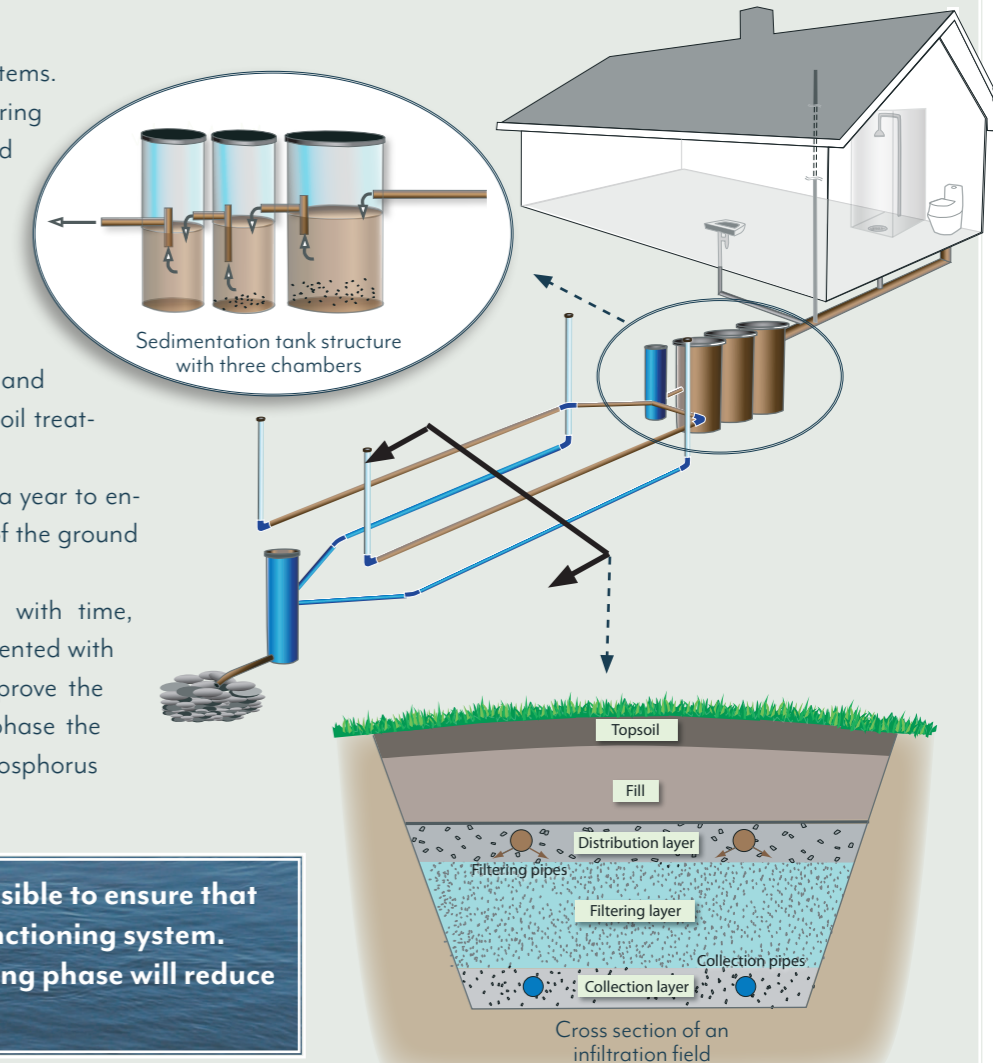 tems.
ring
d
and
oil treat-
a year to en-
of the ground
with time,
ented with
prove the
phase the
osphorus
sible to ensure that
nctioning system.
ng phase will reduce
Sedimentation tank structure
with three chambers
Topsoil
Fill
Distribution layer
Filtering pipes
Filtering layer
Collection pipes
Collection layer
Cross section of an
infiltration field